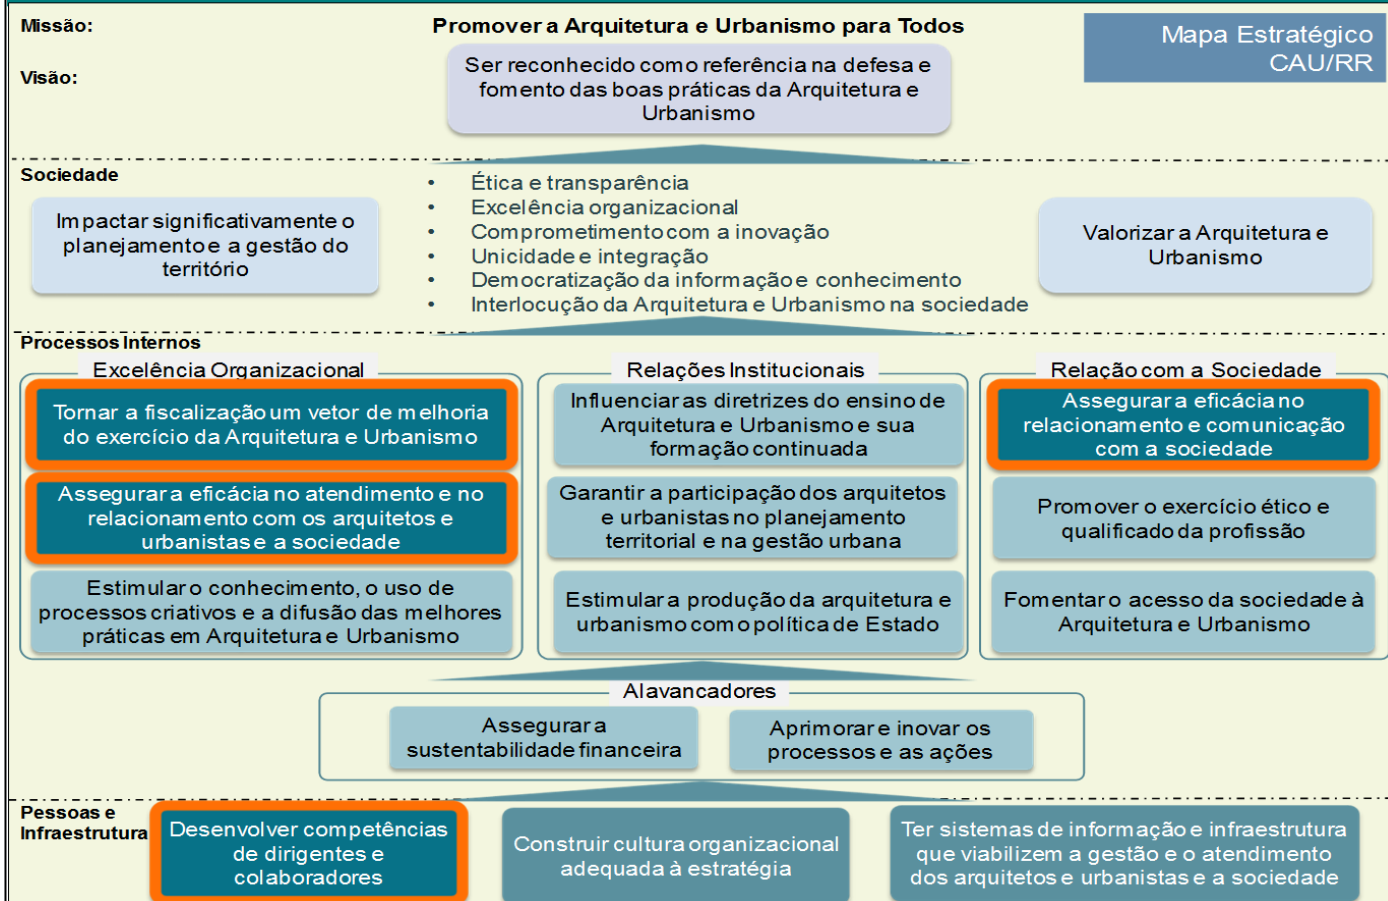 Missão:
Promover a Arquitetura e Urbanismo para Todos
Mapa Estratégico
CAU/RR
Visão:
Ser reconhecido como referência na defesa e
fomento das boas práticas da Arquitetura e
Urbanismo
Sociedade
Impactar significativamente o
planejamento e a gestão do
território
• Ética e transparência
• Excelência organizacional
• Comprometimento com a inovação
• Unicidade e integração
• Democratização da informação e conhecimento
• Interlocução da Arquitetura e Urbanismo na sociedade
Valorizar a Arquitetura e
Urbanismo
Processos Internos
Excelência Organizacional
Tornar a fiscalização um vetor de melhoria
do exercício da Arquitetura e Urbanismo
Assegurar a eficácia no atendimento e no
relacionamento com os arquitetos e
urbanistas e a sociedade
Estimular o conhecimento, o uso de
processos criativos e a difusão das melhores
práticas em Arquitetura e Urbanismo
Relações Institucionais
Influenciar as diretrizes do ensino de
Arquitetura e Urbanismo e sua
formação continuada
Garantir a participação dos arquitetos
e urbanistas no planejamento
territorial e na gestão urbana
Estimular a produção da arquitetura e
urbanismo como política de Estado
Relação com a Sociedade
Assegurar a eficácia no
relacionamento e comunicação
com a sociedade
Promover o exercício ético e
qualificado da profissão
Fomentar o acesso da sociedade à
Arquitetura e Urbanismo
Alavancadores
Assegurar a
sustentabilidade financeira
Aprimorar e inovar os
processos e as ações
Pessoas e
Infraestrutura
Desenvolver competências
de dirigentes e
colaboradores
Construir cultura organizacional
adequada à estratégia
Ter sistemas de informação e infraestrutura
que viabilizem a gestão e o atendimento
dos arquitetos e urbanistas e a sociedade